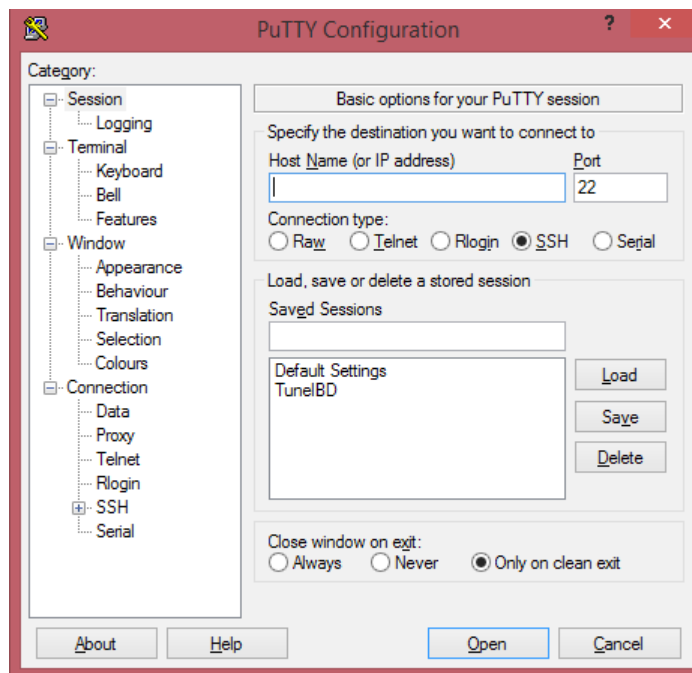 PuTTY Configuration
?
×
Category:
Session
Logging
Terminal
Keyboard
Bell
Features
Window
Appearance
Behaviour
Translation
Selection
Colours
Connection
Data
Proxy
Telnet
Rlogin
SSH
Serial
Basic options for your PuTTY session
Specify the destination you want to connect to
Host Name (or IP address) Port
22
Connection type:
Raw Telnet Rlogin SSH Serial
Load, save or delete a stored session
Saved Sessions
Default Settings
TunelBD
Load
Save
Delete
Close window on exit:
Always Never Only on clean exit
About Help Open Cancel